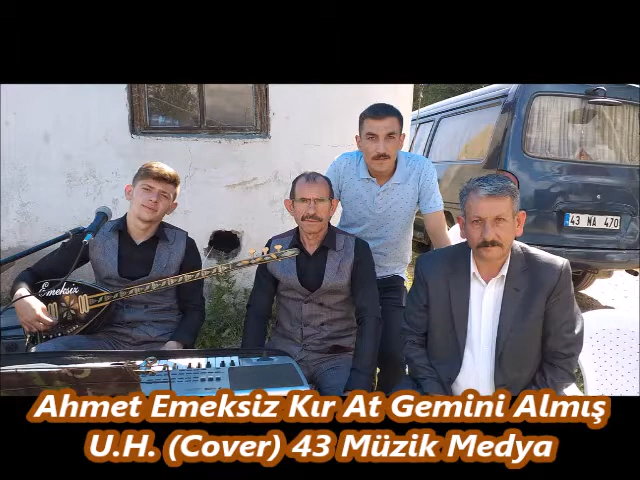 Emeksiz
43 MA 470
Ahmet Emeksiz Kır At Gemini Almış
U.H. (Cover) 43 Müzik Medya